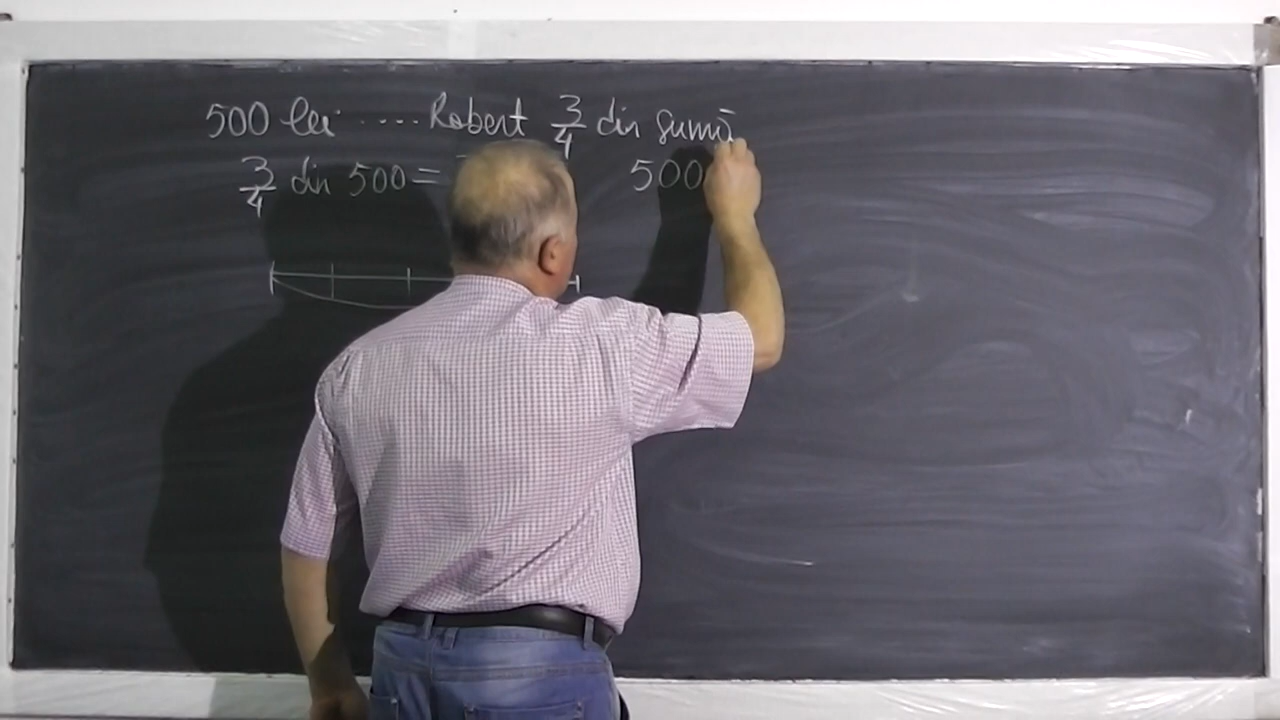 500 lei .... Robert 3/4 din sumă
3/4 din 500 = 500